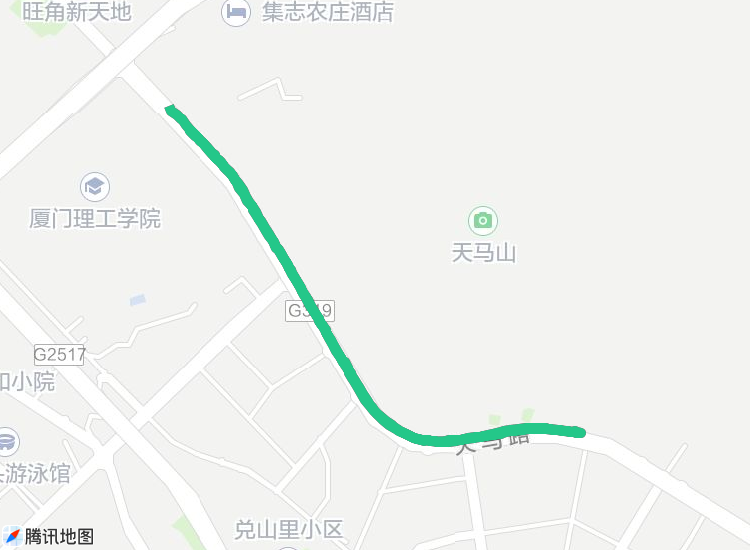 旺角新天地
集志农庄酒店
厦门理工学院
天马山
G319
G2517
和小院
天马路
头游泳馆
兑山里小区
腾讯地图